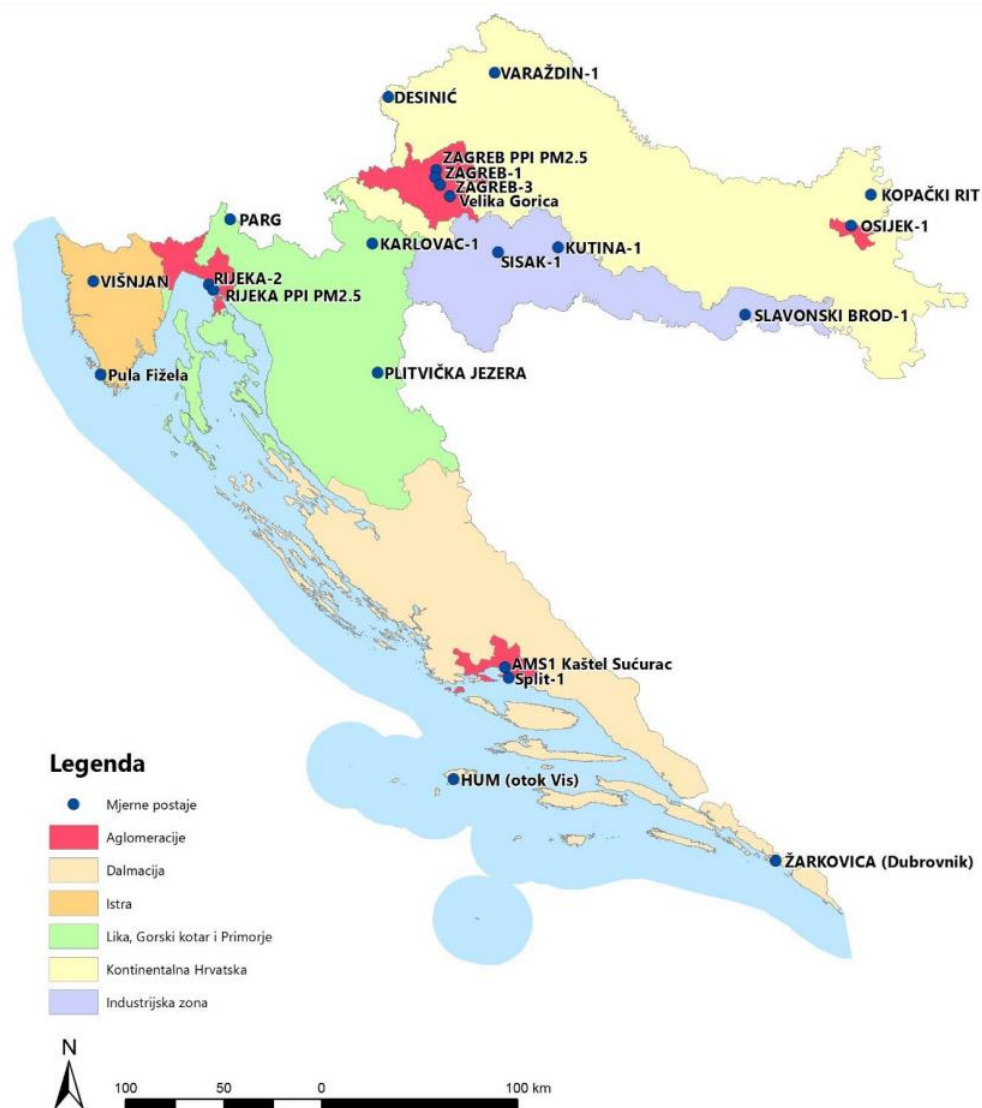 VARAŽDIN-1
DESINIĆ
ZAGREB PPI PM2.5
ZAGREB-1
ZAGREB-3
Velika Gorica
KOPAČKI RIT
OSIJEK-1
PARG
KARLOVAC-1
KUTINA-1
SISAK-1
VIŠNJAN
RIJEKA-2
RIJEKA PPI PM2.5
SLAVONSKI BROD-1
Pula Fižela
PLITVIČKA JEZERA
AMS1 Kaštel Sućurac
Split-1
HUM (otok Vis)
ŽARKOVICA (Dubrovnik)
Legenda
Mjerne postaje
Aglomeracije
Dalmacija
Istra
Lika, Gorski kotar i Primorje
Kontinentalna Hrvatska
Industrijska zona
N
100 50 0 100 km